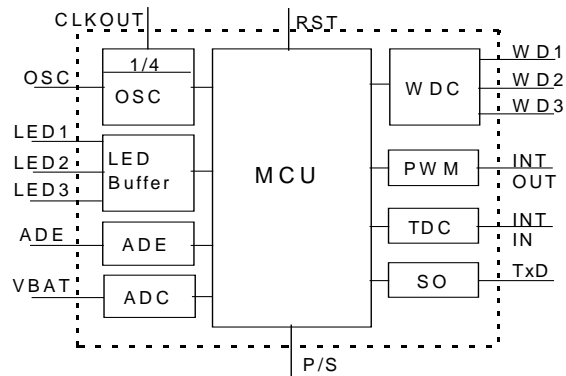 CLKOUT
RST
1/4
OSC
OSC
WDC
WD1
WD2
WD3
LED1
LED2
LED3
LED
Buffer
MCU
PWM
INT
OUT
ADE
ADE
TDC
INT
IN
VBAT
ADC
SO
TxD
P/S